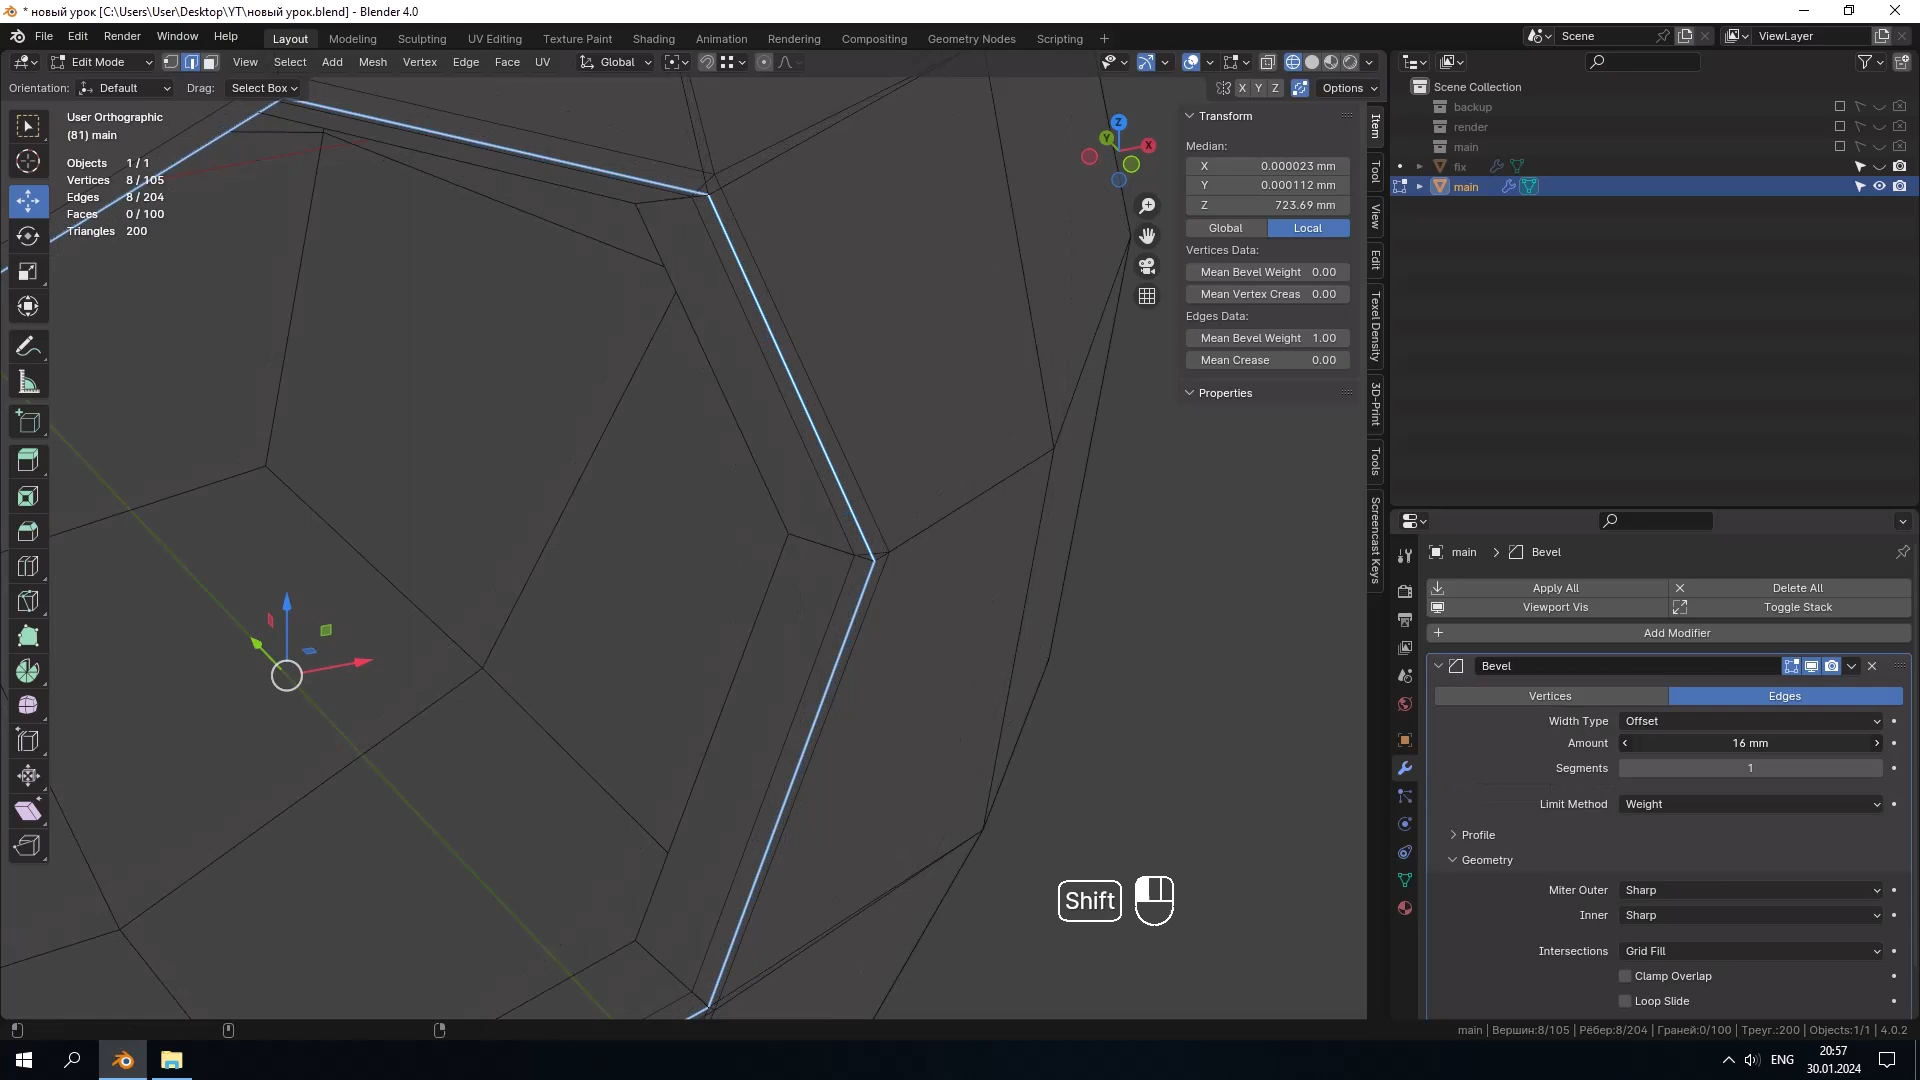 * новый урок [C:\Users\User\Desktop\YT\новый урок.blend] - Blender 4.0
File Edit Render Window Help Layout Modeling Sculpting UV Editing Texture Paint Shading Animation Rendering Compositing Geometry Nodes Scripting Scene ViewLayer
Edit Mode View Select Add Mesh Vertex Edge Face UV Global
Orientation: Default Drag: Select Box X Y Z Options
User Orthographic
(81) main
Objects 1 / 1
Vertices 8 / 105
Edges 8 / 204
Faces 0 / 100
Triangles 200
Z
Y
X
Transform
Median:
X 0.000023 mm
Y 0.000112 mm
Z 723.69 mm
Global Local
Vertices Data:
Mean Bevel Weight 0.00
Mean Vertex Creas 0.00
Edges Data:
Mean Bevel Weight 1.00
Mean Crease 0.00
Properties
Item
Tool
View
Edit
Texel Density
3D-Print
Tools
Screencast Keys
Shift
Scene Collection
backup
render
main
fix
main
main Bevel
Apply All Delete All
Viewport Vis Toggle Stack
Add Modifier
Bevel
Vertices Edges
Width Type Offset
Amount 16 mm
Segments 1
Limit Method Weight
Profile
Geometry
Miter Outer Sharp
Inner Sharp
Intersections Grid Fill
Clamp Overlap
Loop Slide
main | Вершин:8/105 | Рёбер:8/204 | Граней:0/100 | Треуг.:200 | Objects:1/1 | 4.0.2
ENG
20:57
30.01.2024